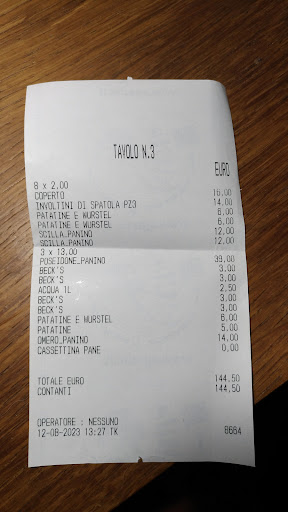 TAVOLO N.3
EURO
8 x 2,00
COPERTO 16,00
INVOLTINI DI SPATOLA PZ3 14,00
PATATINE E WURSTEL 6,00
PATATINE E WURSTEL 6,00
SCILLA_PANINO 12,00
SCILLA_PANINO 12,00
3 x 13,00
POSEIDONE_PANINO 39,00
BECK'S 3,00
BECK'S 3,00
ACQUA 1L 2,50
BECK'S 3,00
BECK'S 3,00
PATATINE E WURSTEL 6,00
PATATINE 5,00
OMERO_PANINO 14,00
CASSETTINA PANE 0,00
TOTALE EURO 144,50
CONTANTI 144,50
OPERATORE : NESSUNO
12-08-2023 13:27 TK 8664